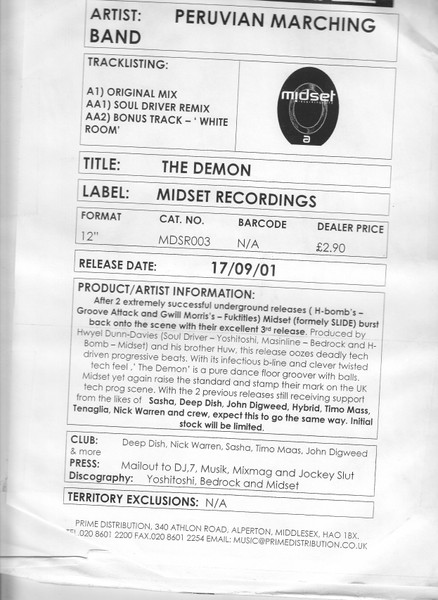 ARTIST: PERUVIAN MARCHING
BAND
TRACKLISTING:
A1) ORIGINAL MIX
AA1) SOUL DRIVER REMIX
AA2) BONUS TRACK – ‘ WHITE
ROOM’
midset
a
TITLE: THE DEMON
LABEL: MIDSET RECORDINGS
FORMAT CAT. NO. BARCODE DEALER PRICE
12" MDSR003 N/A £2.90
RELEASE DATE: 17/09/01
PRODUCT/ARTIST INFORMATION:
After 2 extremely successful underground releases ( H-bomb’s –
Groove Attack and Gwill Morris’s – Fuktifies) Midset (formely SLIDE) burst
back onto the scene with their excellent 3rd release. Produced by
Hwyei Dunn-Davies (Soul Driver – Yoshitoshi, Masinline – Bedrock and H-
Bomb – Midset) and his brother Huw, this release oozes deadly tech
driven progressive beats. With its infectious b-line and clever twisted
tech feel ,’ The Demon’ is a pure dance floor groover with balls.
Midset yet again raise the standard and stamp their mark on the UK
tech prog scene. With the 2 previous releases still receiving support
from the likes of Sasha, Deep Dish, John Digweed, Hybrid, Timo Mass,
Tenaglia, Nick Warren and crew, expect this to go the same way. Initial
stock will be limited.
CLUB: Deep Dish, Nick Warren, Sasha, Timo Maas, John Digweed
& more
PRESS: Mailout to DJ,7, Musik, Mixmag and Jockey Slut
Discography: Yoshitoshi, Bedrock and Midset
TERRITORY EXCLUSIONS: N/A
PRIME DISTRIBUTION, 340 ATHLON ROAD, ALPERTON, MIDDLESEX, HAO 1BX.
TEL.020 8601 2200 FAX.020 8601 2254 EMAIL: MUSIC@PRIMEDISTRIBUTION.CO.UK